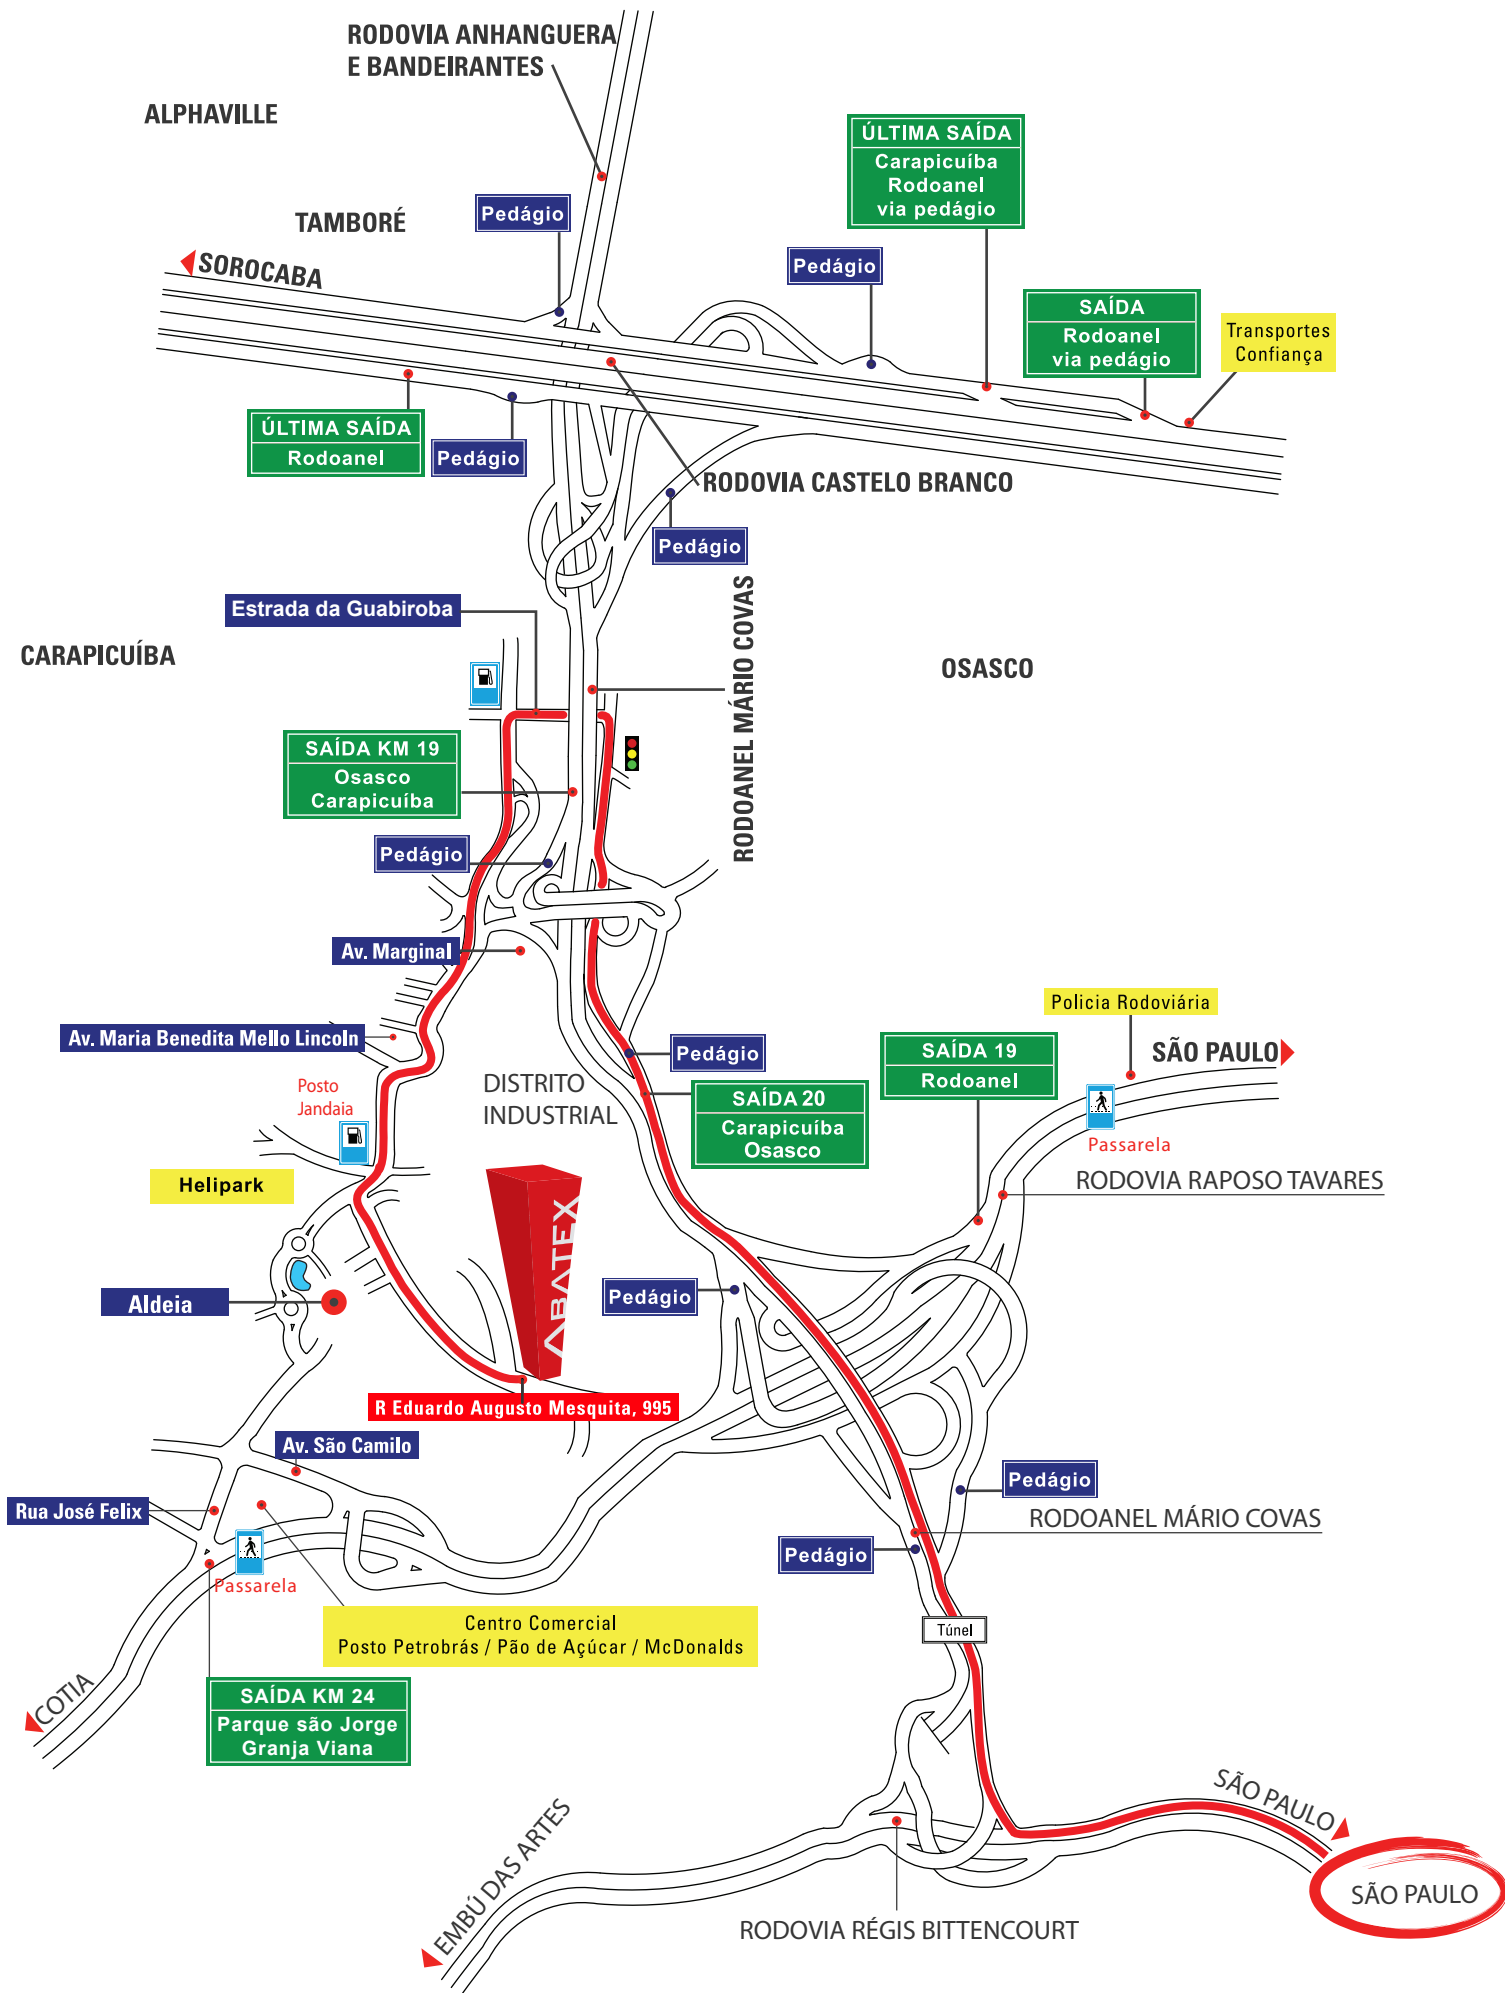 RODOVIA ANHANGUERA
E BANDEIRANTES
ALPHAVILLE
ÚLTIMA SAÍDA
Carapicuíba
Rodoanel
via pedágio
Pedágio
TAMBORÉ
SOROCABA
Pedágio
SAÍDA
Rodoanel
via pedágio
Transportes
Confiança
ÚLTIMA SAÍDA
Rodoanel
Pedágio
RODOVIA CASTELO BRANCO
Pedágio
Estrada da Guabiroba
RODOANEL MÁRIO COVAS
CARAPICUÍBA
OSASCO
SAÍDA KM 19
Osasco
Carapicuíba
Pedágio
Av. Marginal
Policia Rodoviária
Av. Maria Benedita Mello Lincoln
Pedágio
SAÍDA 19
Rodoanel
SÃO PAULO
Posto
Jandaia
DISTRITO
INDUSTRIAL
SAÍDA 20
Carapicuíba
Osasco
Passarela
Helipark
RODOVIA RAPOSO TAVARES
ABATEX
Aldeia
Pedágio
R Eduardo Augusto Mesquita, 995
Av. São Camilo
Pedágio
Rua José Felix
RODOANEL MÁRIO COVAS
Pedágio
Passarela
Centro Comercial
Posto Petrobrás / Pão de Açúcar / McDonalds
Túnel
COTIA
SAÍDA KM 24
Parque são Jorge
Granja Viana
SÃO PAULO
EMBÚ DAS ARTES
SÃO PAULO
RODOVIA RÉGIS BITTENCOURT